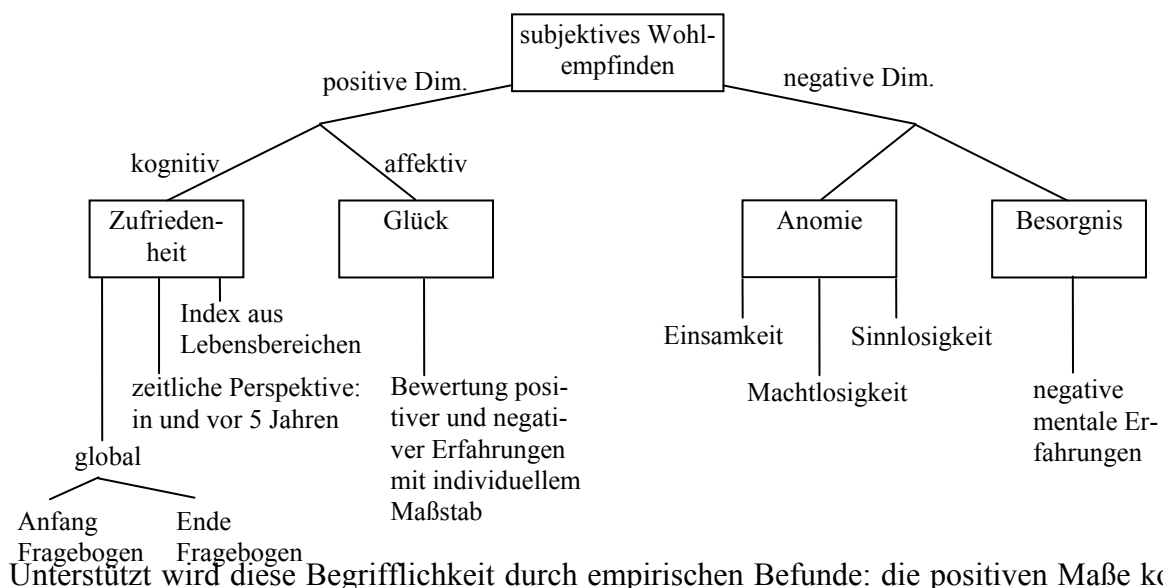 subjektives Wohl-
empfinden
positive Dim.
negative Dim.
kognitiv
affektiv
Zufrieden-
heit
Glück
Anomie
Besorgnis
Index aus
Lebensbereichen
zeitliche Perspektive:
in und vor 5 Jahren
global
Anfang
Fragebogen
Ende
Fragebogen
Bewertung posi-
tiver und negati-
ver Erfahrungen
mit individuellem
Maßstab
Einsamkeit
Sinnlosigkeit
Machtlosigkeit
negative
mentale Er-
fahrungen
Unterstützt wird diese Begrifflichkeit durch empirischen Befunde: die positiven Maße ko